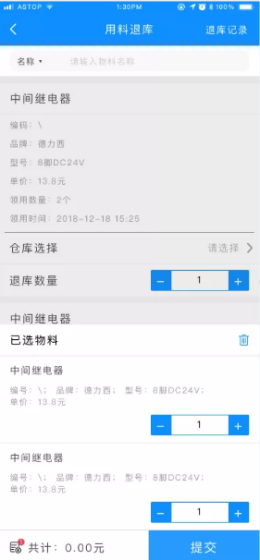 AGTOP 1:30PM 100%
用料退库 退库记录
名称 请输入物料名称
中间继电器
编码：\
品牌：德力西
型号：8脚DC24V
单价：13.8元
领用数量：2个
领用时间：2018-12-18 15:25
仓库选择 请选择
退库数量 － 1 ＋
中间继电器
已选物料
中间继电器
编号：\； 品牌：德力西； 型号：8脚DC24V；
单价：13.8元
－ 1 ＋
中间继电器
编号：\； 品牌：德力西； 型号：8脚DC24V；
单价：13.8元
－ 1 ＋
共计：0.00元 提交